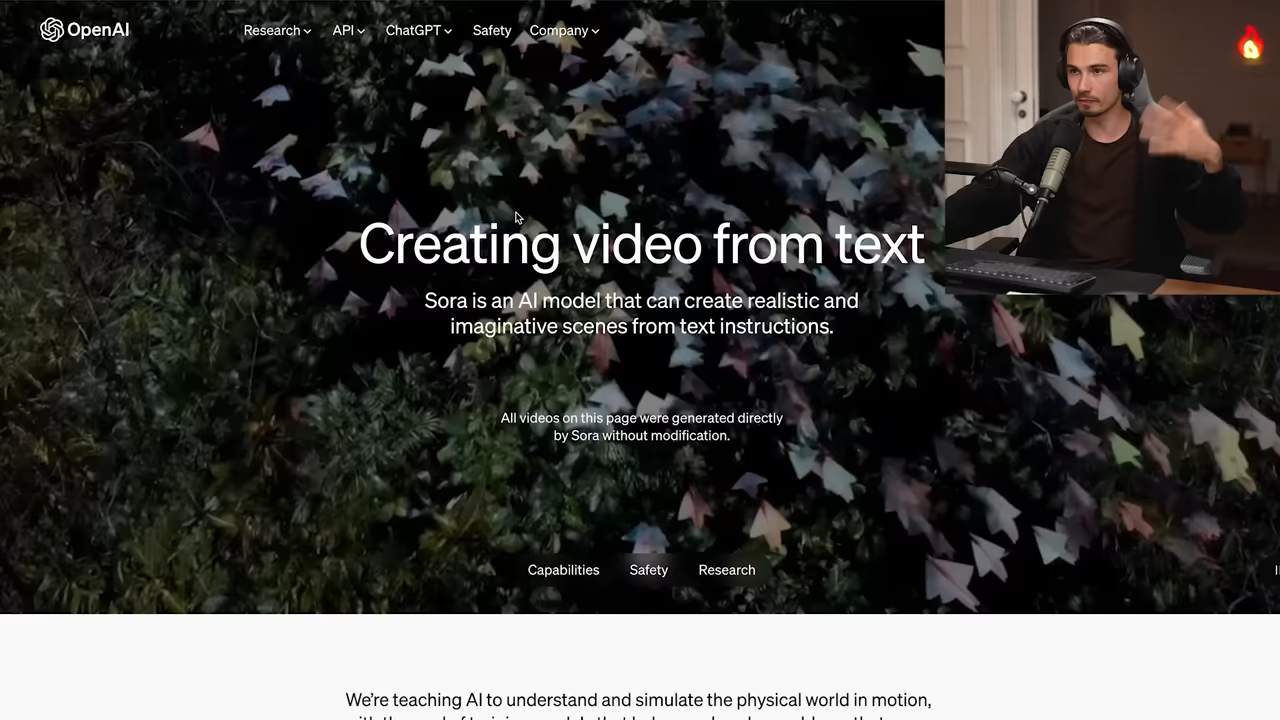 OpenAI
Research
API
ChatGPT
Safety
Company
Creating video from text
Sora is an AI model that can create realistic and
imaginative scenes from text instructions.
All videos on this page were generated directly
by Sora without modification.
Capabilities
Safety
Research
We're teaching AI to understand and simulate the physical world in motion,